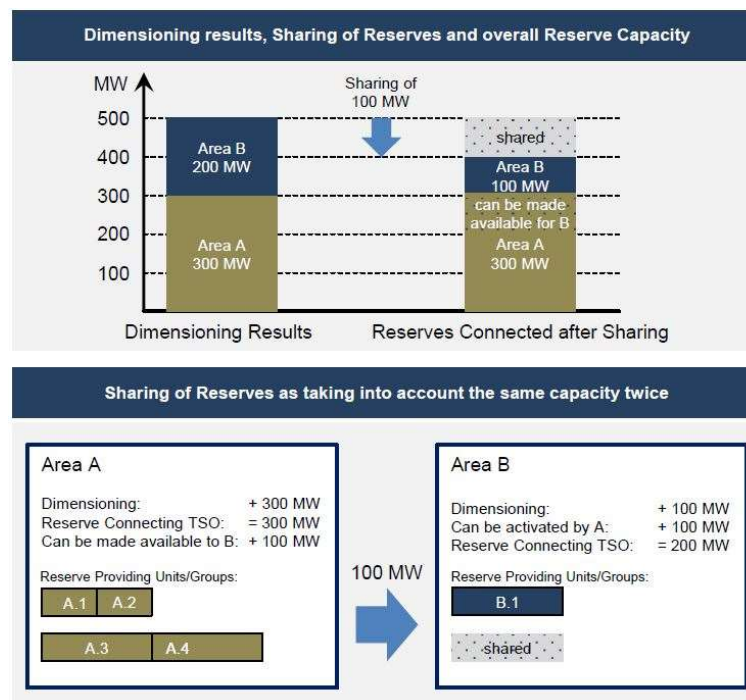 Dimensioning results, Sharing of Reserves and overall Reserve Capacity
MW
Sharing of
100 MW
500
400
300
200
100
Area B
200 MW
Area A
300 MW
shared
Area B
100 MW
can be made
available for B
Area A
300 MW
Dimensioning Results
Reserves Connected after Sharing
Sharing of Reserves as taking into account the same capacity twice
Area A
Dimensioning: + 300 MW
Reserve Connecting TSO: = 300 MW
Can be made available to B: + 100 MW
Reserve Providing Units/Groups:
A.1 A.2
A.3 A.4
100 MW
Area B
Dimensioning: + 100 MW
Can be activated by A: + 100 MW
Reserve Connecting TSO: = 200 MW
Reserve Providing Units/Groups:
B.1
shared